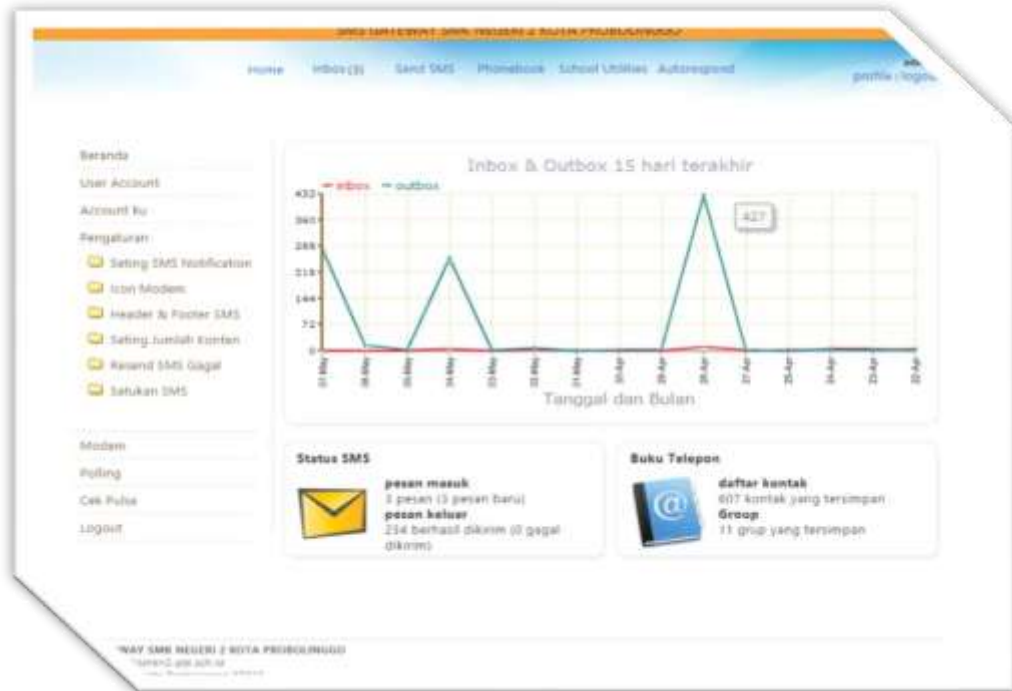 SMS GATEWAY SMK NEGERI 2 KOTA PROBOLINGGO
Home Inbox (3) Send SMS Phonebook School Utilities Autorespond
profile | logout
Beranda
User Account
Account ku
Pengaturan
Seting SMS Notification
Icon Modem
Header & Footer SMS
Seting Jumlah Konten
Resend SMS Gagal
Satukan SMS
Modem
Polling
Cek Pulsa
Logout
Inbox & Outbox 15 hari terakhir
inbox outbox
432
360
288
216
144
72
0
427
Tanggal dan Bulan
Status SMS
pesan masuk
3 pesan (3 pesan baru)
pesan keluar
254 berhasil dikirim (0 gagal
dikirim)
Buku Telepon
daftar kontak
607 kontak yang tersimpan
Group
11 grup yang tersimpan
WAY SMK NEGERI 2 KOTA PROBOLINGGO